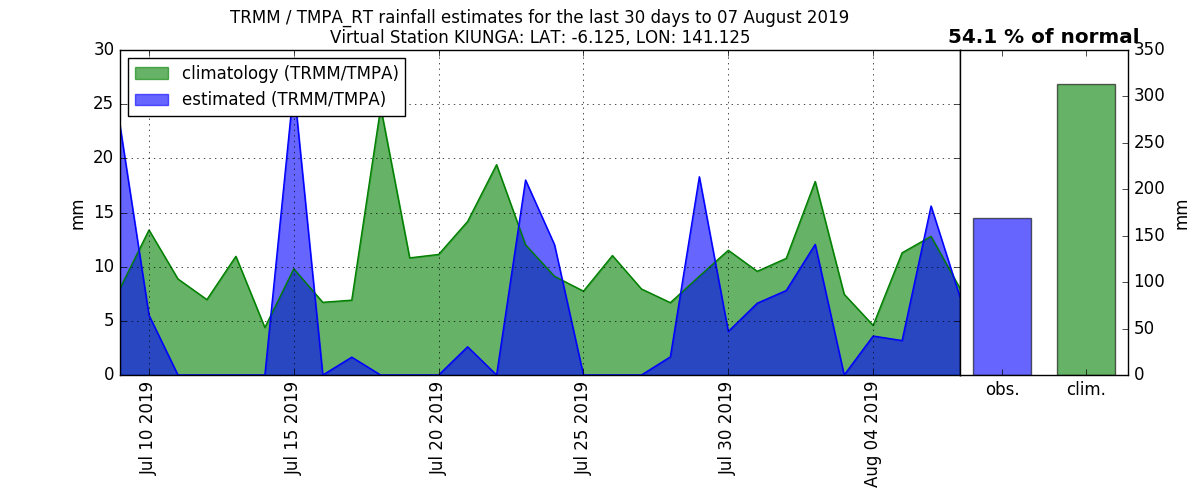 TRMM / TMPA_RT rainfall estimates for the last 30 days to 07 August 2019
Virtual Station KIUNGA: LAT: -6.125, LON: 141.125
54.1 % of normal
climatology (TRMM/TMPA)
estimated (TRMM/TMPA)
30
25
20
15
10
5
0
mm
Jul 10 2019
Jul 15 2019
Jul 20 2019
Jul 25 2019
Jul 30 2019
Aug 04 2019
obs.
clim.
350
300
250
200
150
100
50
0
mm